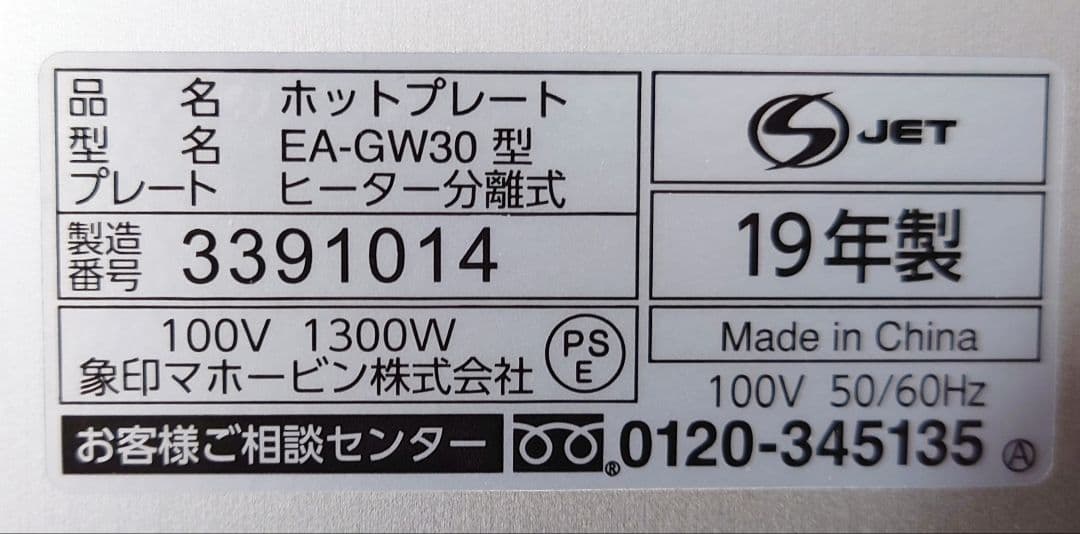 品名 ホットプレート
型名 EA-GW30 型
プレート ヒーター分離式
製造番号 3391014
100V 1300W
象印マホービン株式会社
PS
E
JET
19年製
Made in China
100V 50/60Hz
お客様ご相談センター ® 0120-345135 Ⓐ